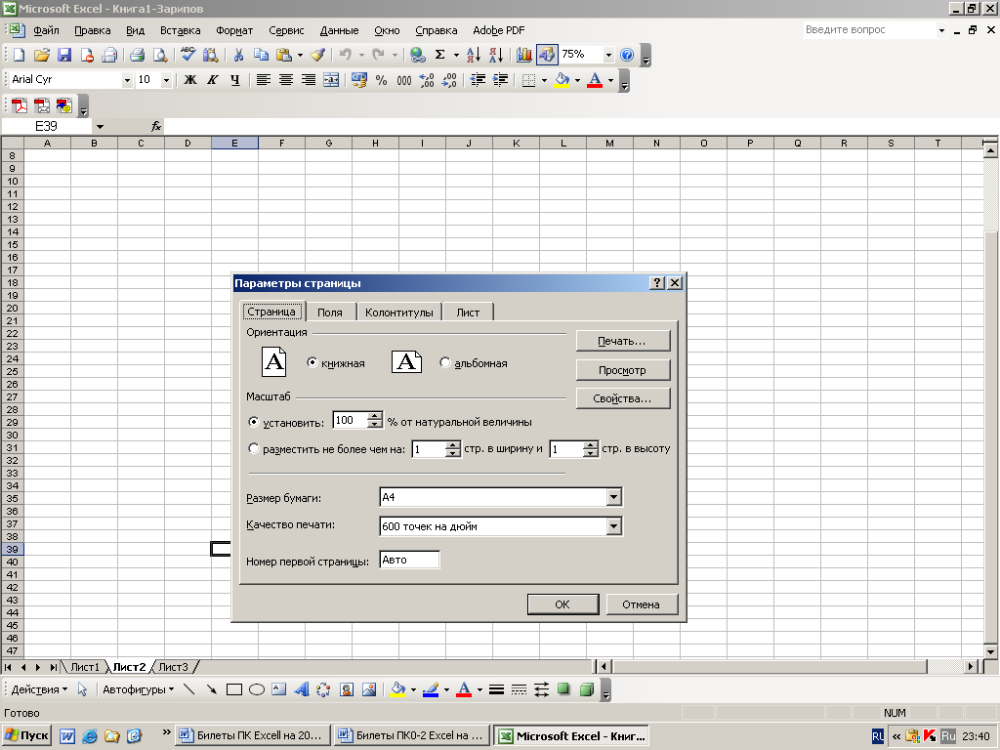 Microsoft Excel - Книга1-Зарипов
Файл Правка Вид Вставка Формат Сервис Данные Окно Справка Adobe PDF Введите вопрос
75%
Arial Cyr 10 Ж К Ч % 000
E39 fx
A B C D E F G H I J K L M N O P Q R S T
8
9
10
11
12
13
14
15
16
17
18
19
20
21
22
23
24
25
26
27
28
29
30
31
32
33
34
35
36
37
38
39
40
41
42
43
44
45
46
47
Параметры страницы
Страница Поля Колонтитулы Лист
Ориентация
A книжная A альбомная
Печать...
Просмотр
Свойства...
Масштаб
установить: 100 % от натуральной величины
разместить не более чем на: 1 стр. в ширину и 1 стр. в высоту
Размер бумаги: A4
Качество печати: 600 точек на дюйм
Номер первой страницы: Авто
ОК Отмена
Лист1 Лист2 Лист3
Действия Автофигуры
Готово NUM
Пуск » Билеты ПК Excell на 20... Билеты ПК0-2 Excel на ... Microsoft Excel - Книг... RL « Ru 23:40